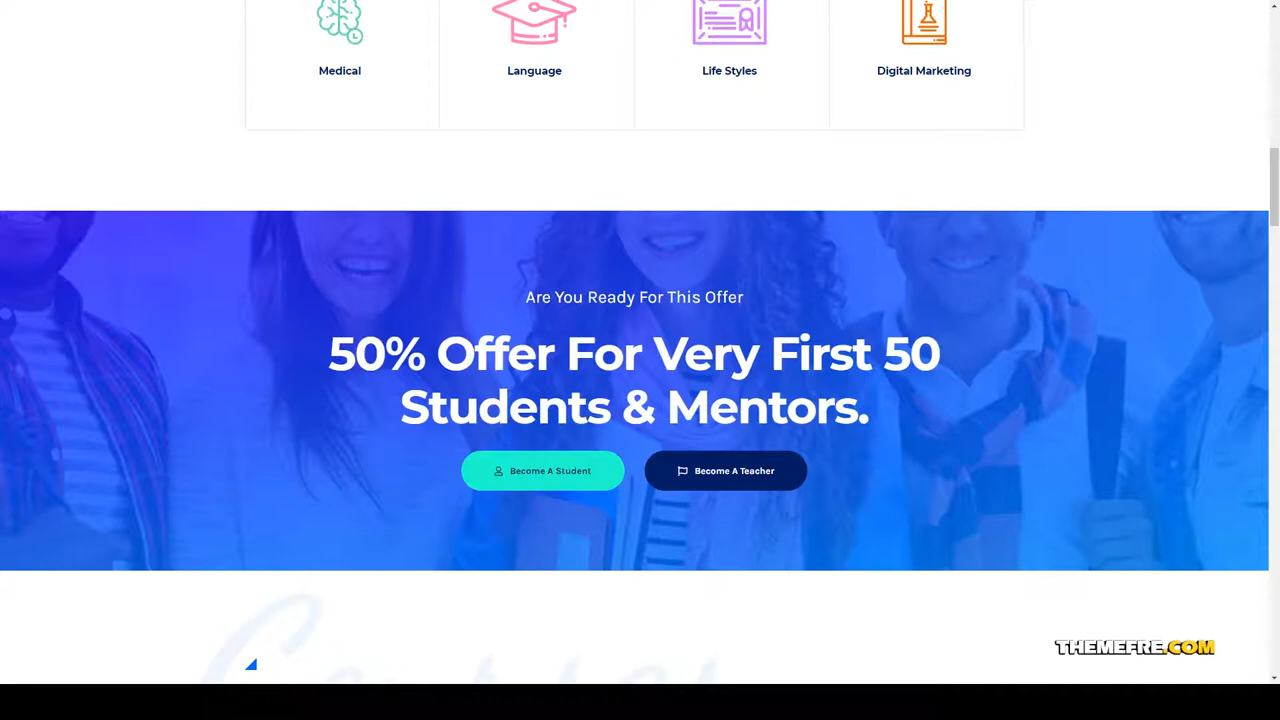 Medical
Language
Life Styles
Digital Marketing
Are You Ready For This Offer
50% Offer For Very First 50
Students & Mentors.
Become A Student
Become A Teacher
THEMEFRE.COM